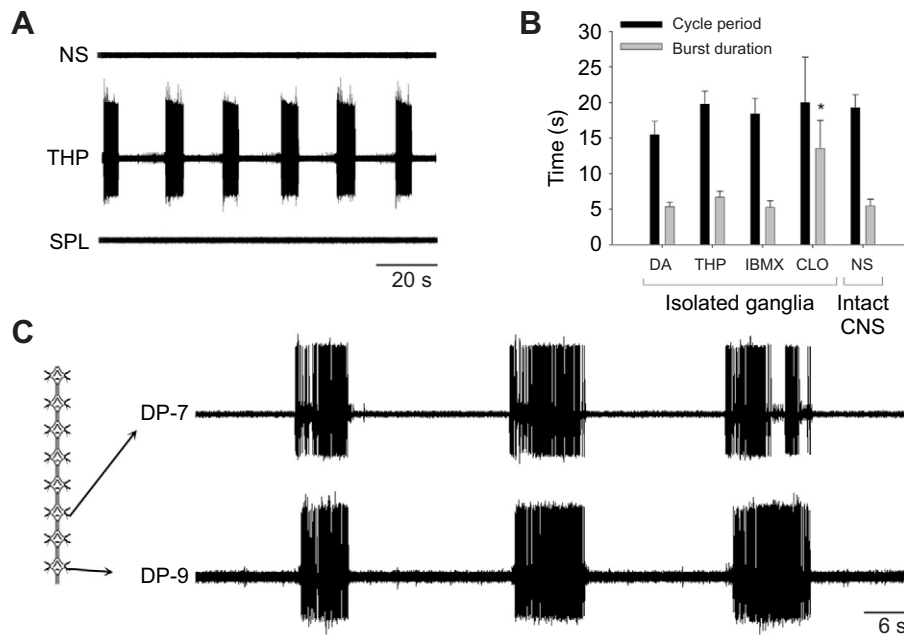 A
NS
THP
SPL
20 s
B
Cycle period
Burst duration
Time (s)
30
25
20
15
10
5
0
*
DA THP IBMX CLO NS
Isolated ganglia Intact
CNS
C
DP-7
DP-9
6 s